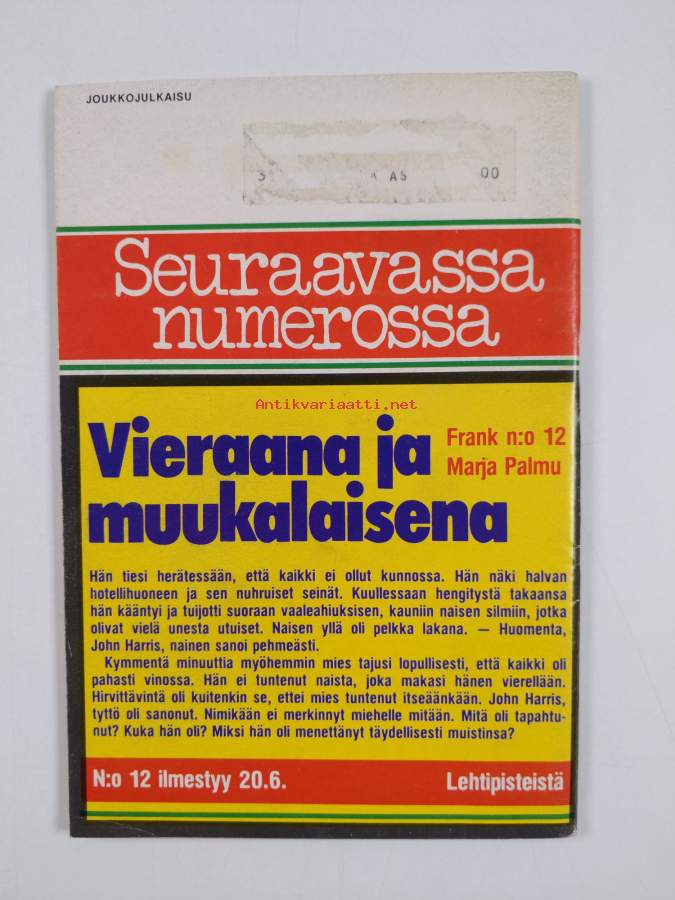 JOUKKOJULKAISU
AS 00
Seuraavassa
numerossa
Antikvariaatti.net
Vieraana ja
muukalaisena
Frank n:o 12
Marja Palmu
Hän tiesi herätessään, että kaikki ei ollut kunnossa. Hän näki halvan
hotellihuoneen ja sen nuhruiset seinät. Kuullessaan hengitystä takaansa
hän kääntyi ja tuijotti suoraan vaaleahiuksisen, kauniin naisen silmiin, jotka
olivat vielä unesta utuiset. Naisen yllä oli pelkka lakana. — Huomenta,
John Harris, nainen sanoi pehmeästi.
Kymmentä minuuttia myöhemmin mies tajusi lopullisesti, että kaikki oli
pahasti vinossa. Hän ei tuntenut naista, joka makasi hänen vierellään.
Hirvittävintä oli kuitenkin se, ettei mies tuntenut itseäänkään. John Harris,
tyttö oli sanonut. Nimikään ei merkinnyt miehelle mitään. Mitä oli tapahtu-
nut? Kuka hän oli? Miksi hän oli menettänyt täydellisesti muistinsa?
N:o 12 ilmestyy 20.6. Lehtipisteistä